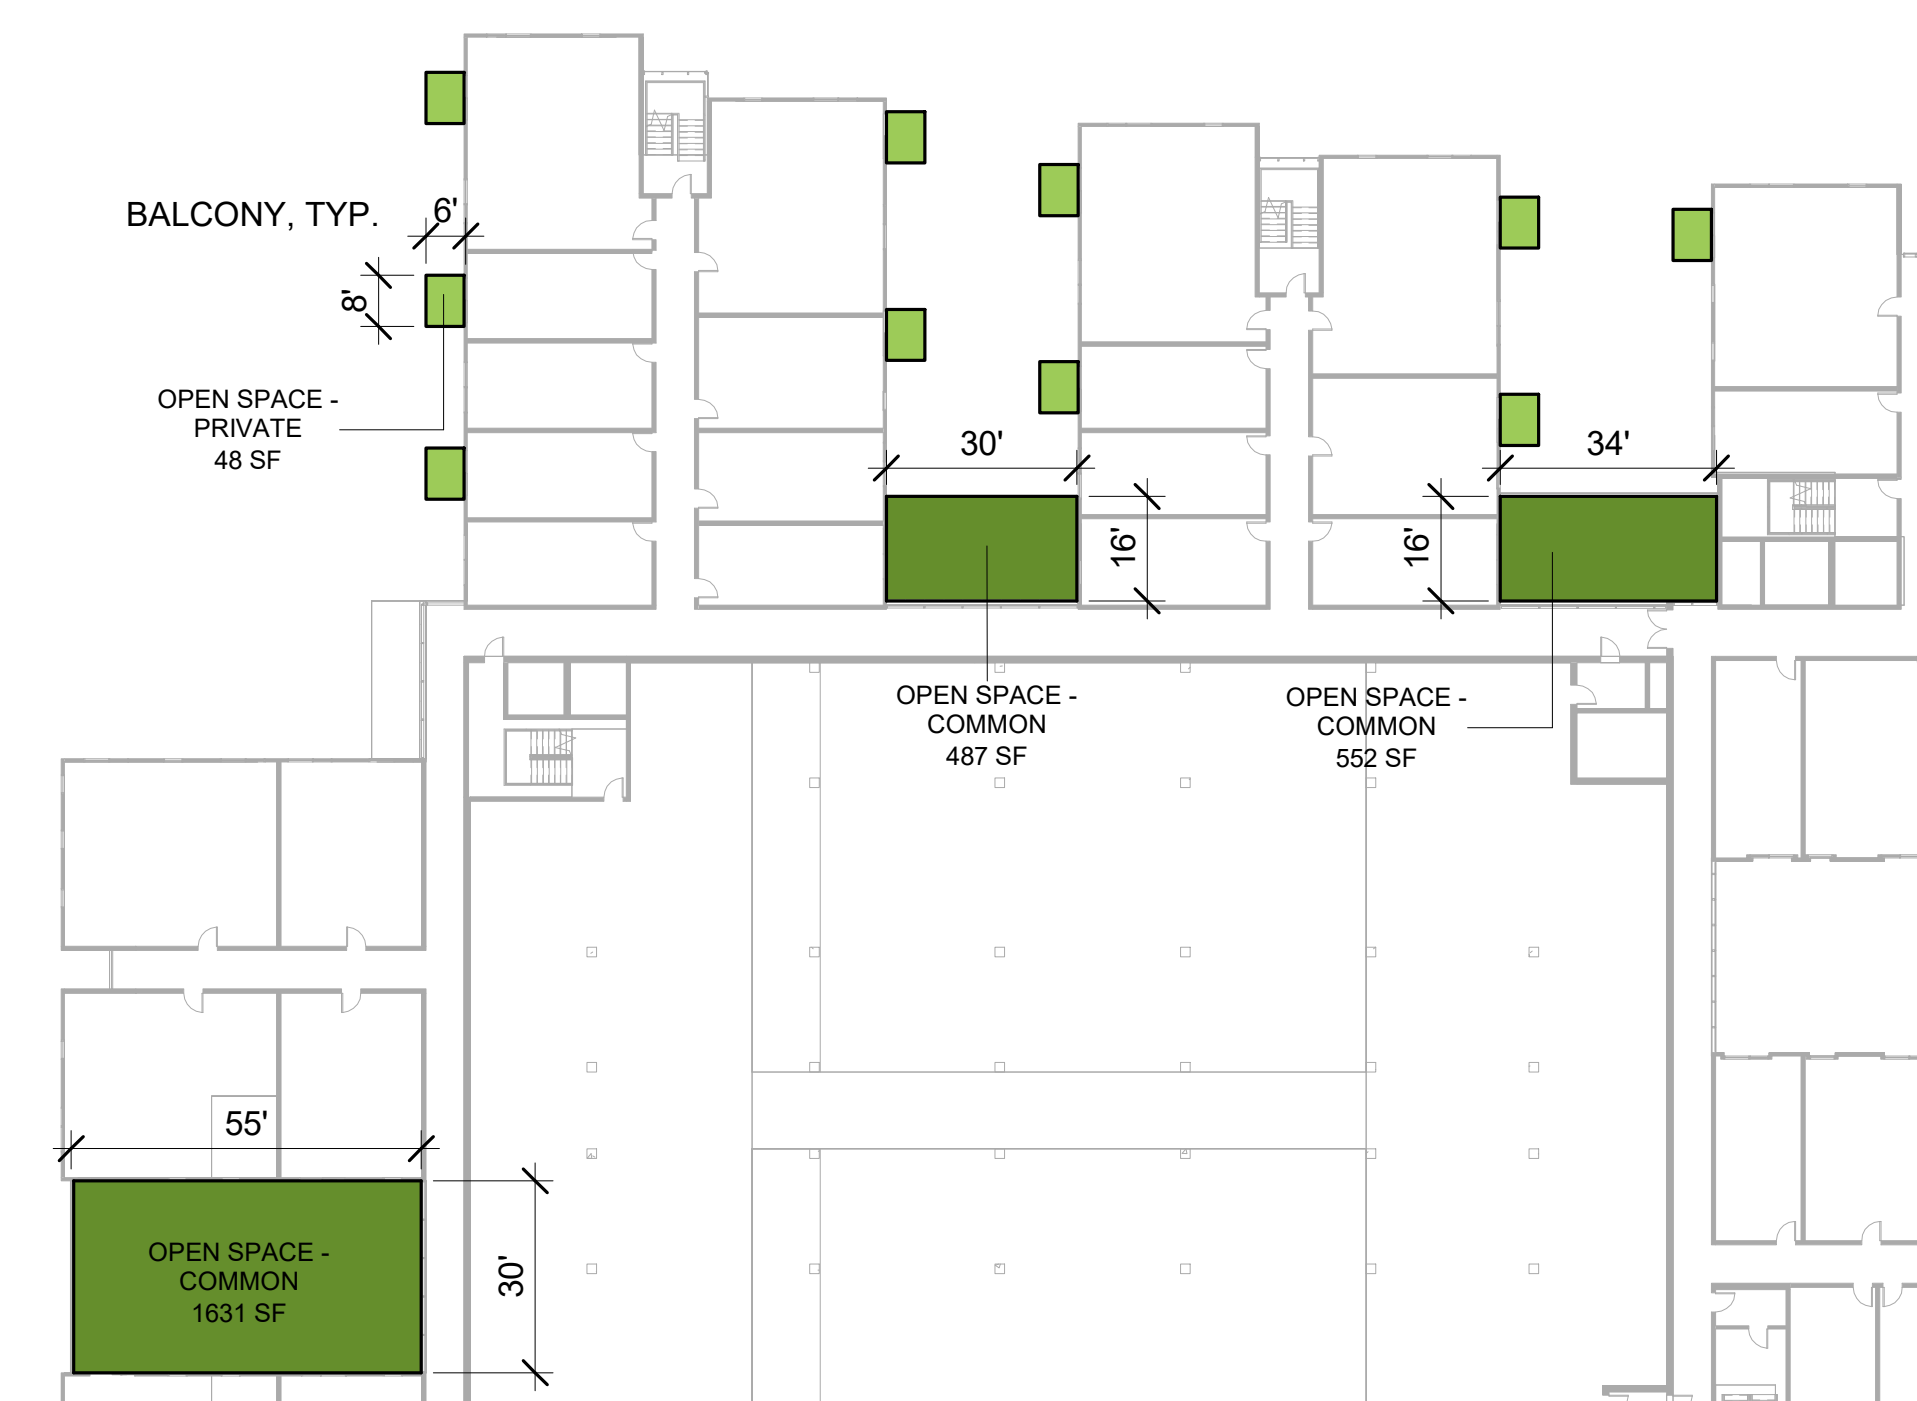 BALCONY, TYP.
6'
8'
OPEN SPACE -
PRIVATE
48 SF
30'
16'
34'
16'
OPEN SPACE -
COMMON
487 SF
OPEN SPACE -
COMMON
552 SF
55'
30'
OPEN SPACE -
COMMON
1631 SF